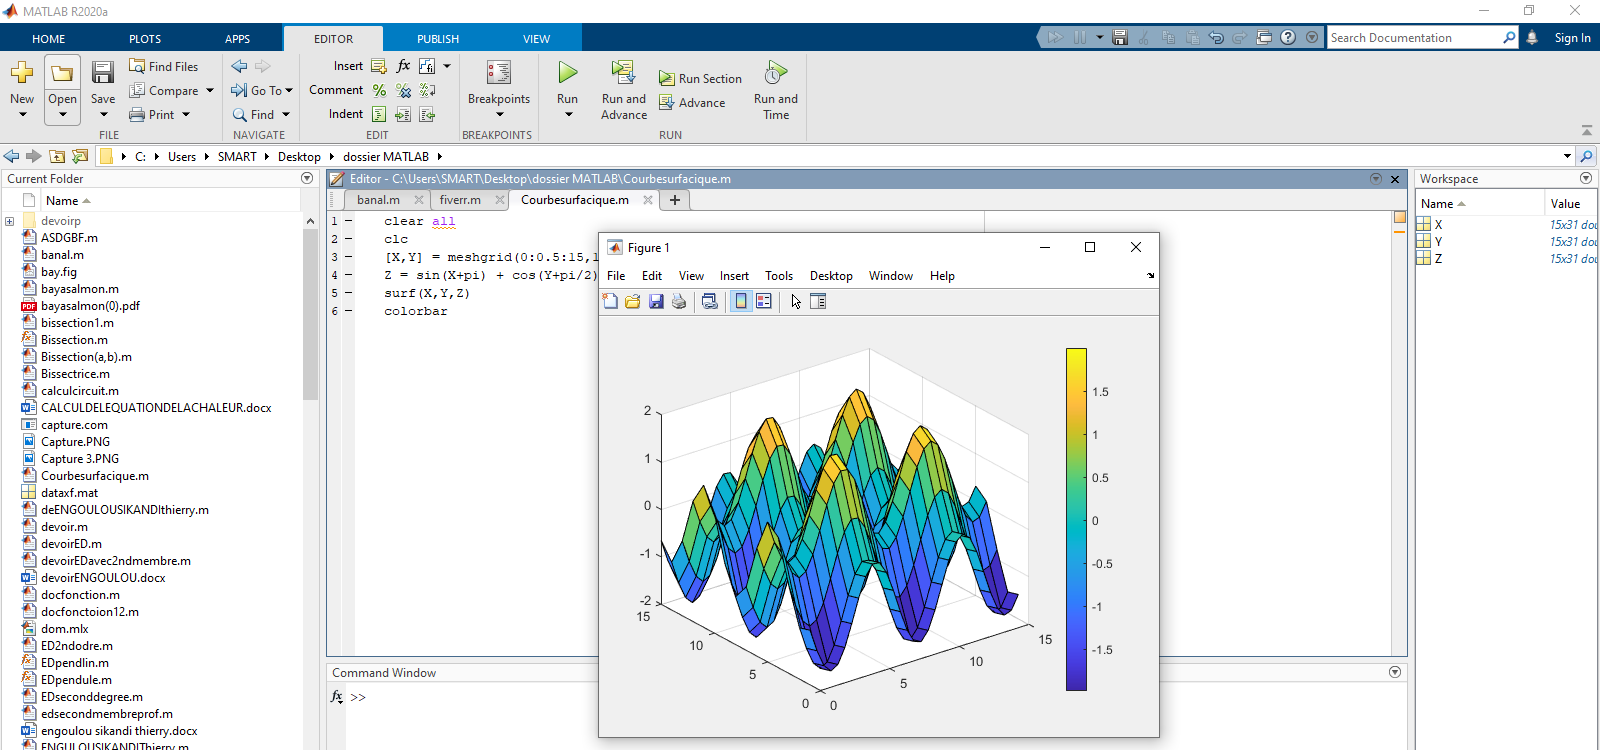 MATLAB R2020a
HOME PLOTS APPS EDITOR PUBLISH VIEW
Search Documentation
Sign In
New Open Save
Find Files
Compare
Print
FILE
Go To
Find
NAVIGATE
Insert fx
Comment
Indent
EDIT
Breakpoints
BREAKPOINTS
Run
Run and Advance
Run Section
Advance
Run and Time
RUN
C: Users SMART Desktop dossier MATLAB
Current Folder
Name
devoirp
ASDGBF.m
banal.m
bay.fig
bayasalmon.m
bayasalmon(0).pdf
bissection1.m
Bissection.m
Bissection(a,b).m
Bissectrice.m
calculcircuit.m
CALCULDELEQUATIONDELACHALEUR.docx
capture.com
Capture.PNG
Capture 3.PNG
Courbesurfacique.m
dataxf.mat
deENGOULOUSIKANDIthierry.m
devoir.m
devoirED.m
devoirEDavec2ndmembre.m
devoirENGOULOU.docx
docfonction.m
docfonctoion12.m
dom.mlx
ED2ndodre.m
EDpendlin.m
EDpendule.m
EDseconddegree.m
edsecondmembreprof.m
engoulou sikandi thierry.docx
ENGULOUSIKANDIThierry.m
Editor - C:\Users\SMART\Desktop\dossier MATLAB\Courbesurfacique.m
banal.m fiverr.m Courbesurfacique.m
1 clear all
2 clc
3 [X,Y] = meshgrid(0:0.5:15,1
4 Z = sin(X+pi) + cos(Y+pi/2)
5 surf(X,Y,Z)
6 colorbar
Command Window
fx >>
Figure 1
File Edit View Insert Tools Desktop Window Help
2
1
0
-1
-2
15
10
5
0
0
5
10
15
1.5
1
0.5
0
-0.5
-1
-1.5
Workspace
Name Value
X 15x31 dou
Y 15x31 dou
Z 15x31 dou